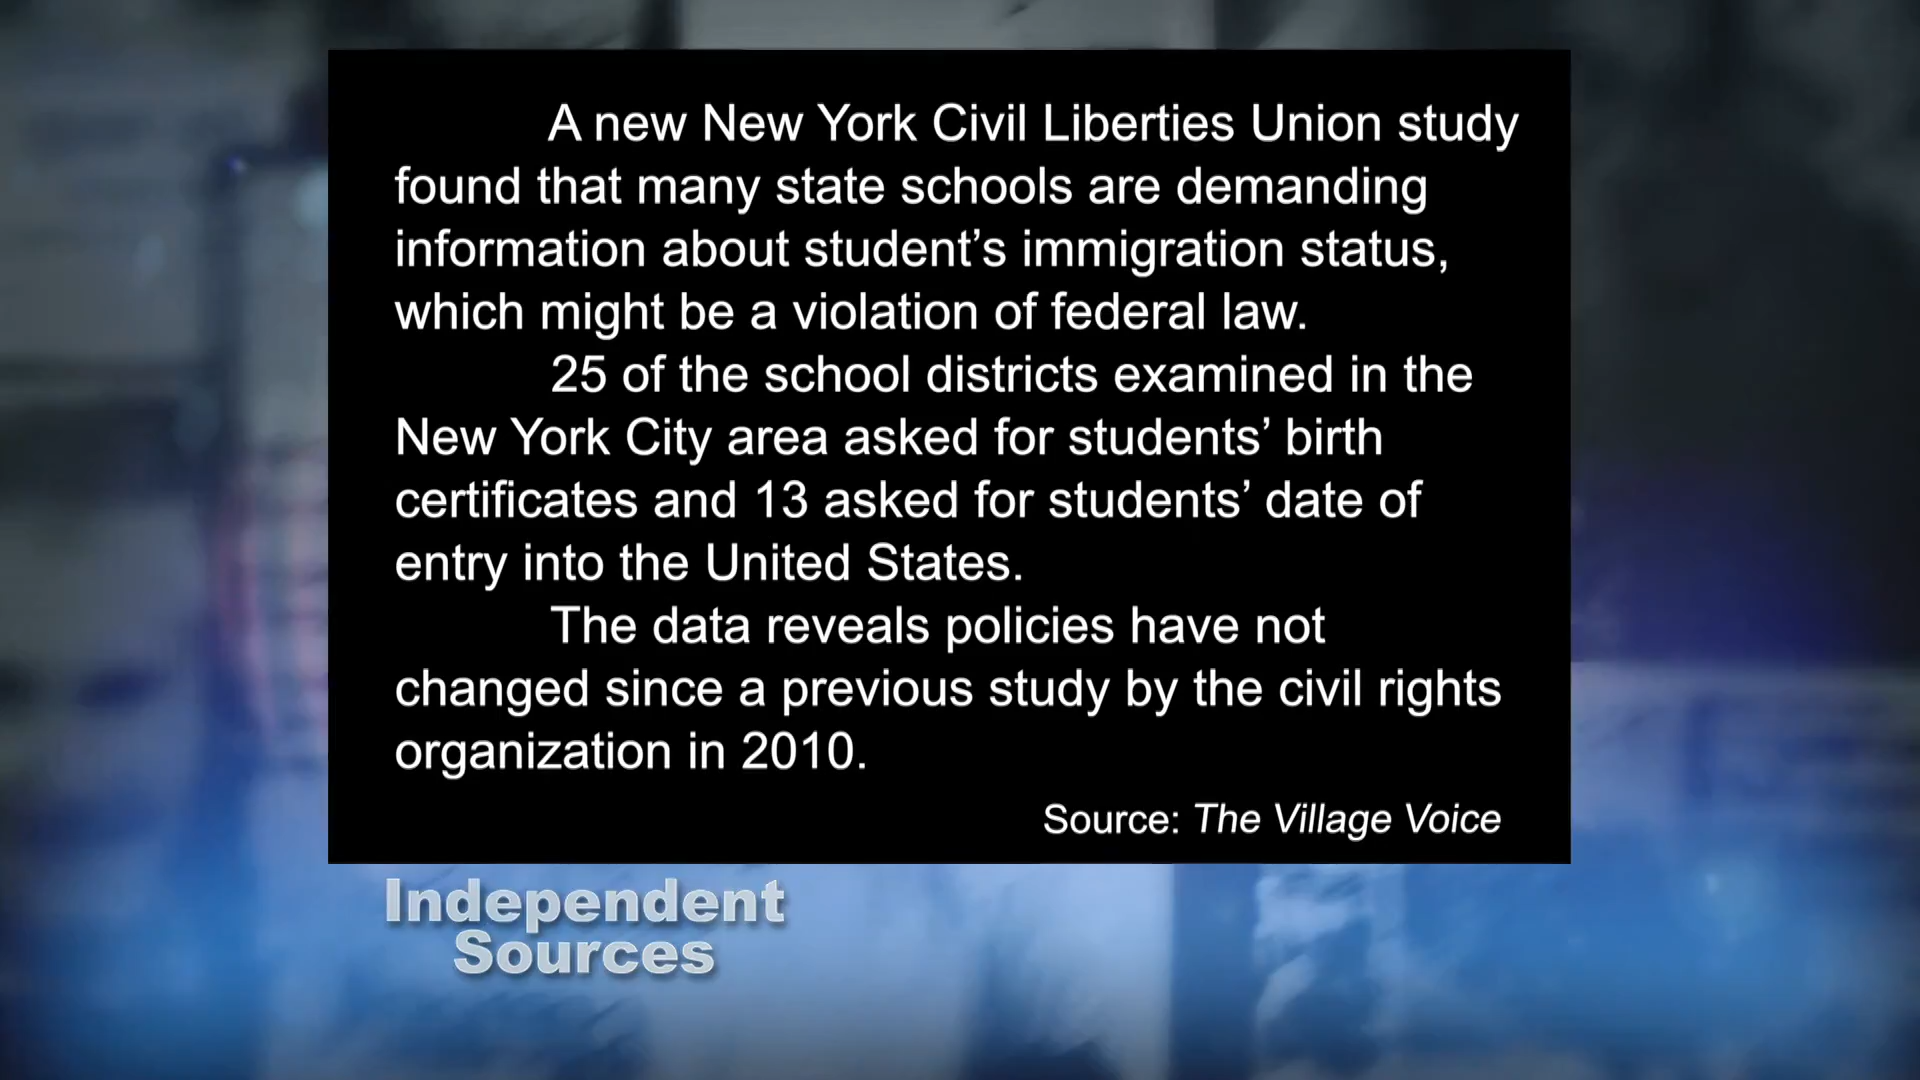 A new New York Civil Liberties Union study
found that many state schools are demanding
information about student’s immigration status,
which might be a violation of federal law.
25 of the school districts examined in the
New York City area asked for students’ birth
certificates and 13 asked for students’ date of
entry into the United States.
The data reveals policies have not
changed since a previous study by the civil rights
organization in 2010.
Source: The Village Voice
Independent
Sources